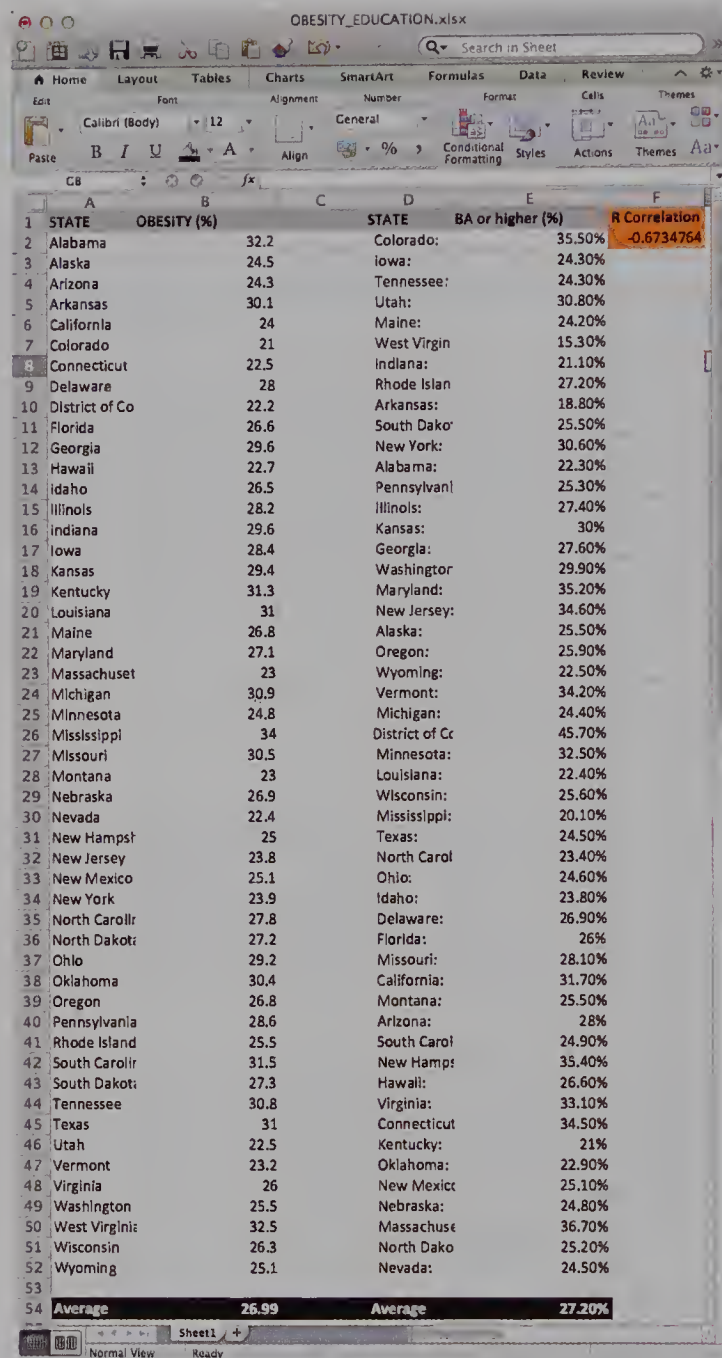 OBESITY_EDUCATION.xlsx
Search in Sheet
Home Layout Tables Charts SmartArt Formulas Data Review
Edit Font Alignment Number Format Cells Themes
Calibri (Body) 12 General
Paste B I U A Align % Conditional Formatting Styles Actions Themes Aa
C8 fx
A B C D E F
1 STATE OBESITY (%) STATE BA or higher (%) R Correlation
2 Alabama 32.2 Colorado: 35.50% -0.6734764
3 Alaska 24.5 Iowa: 24.30%
4 Arizona 24.3 Tennessee: 24.30%
5 Arkansas 30.1 Utah: 30.80%
6 California 24 Maine: 24.20%
7 Colorado 21 West Virgin 15.30%
8 Connecticut 22.5 Indiana: 21.10%
9 Delaware 28 Rhode Islan 27.20%
10 District of Co 22.2 Arkansas: 18.80%
11 Florida 26.6 South Dako 25.50%
12 Georgia 29.6 New York: 30.60%
13 Hawaii 22.7 Alabama: 22.30%
14 Idaho 26.5 Pennsylvani 25.30%
15 Illinois 28.2 Illinois: 27.40%
16 Indiana 29.6 Kansas: 30%
17 Iowa 28.4 Georgia: 27.60%
18 Kansas 29.4 Washington 29.90%
19 Kentucky 31.3 Maryland: 35.20%
20 Louisiana 31 New Jersey: 34.60%
21 Maine 26.8 Alaska: 25.50%
22 Maryland 27.1 Oregon: 25.90%
23 Massachuset 23 Wyoming: 22.50%
24 Michigan 30.9 Vermont: 34.20%
25 Minnesota 24.8 Michigan: 24.40%
26 Mississippi 34 District of Cc 45.70%
27 Missouri 30.5 Minnesota: 32.50%
28 Montana 23 Louisiana: 22.40%
29 Nebraska 26.9 Wisconsin: 25.60%
30 Nevada 22.4 Mississippi: 20.10%
31 New Hampsh 25 Texas: 24.50%
32 New Jersey 23.8 North Carol 23.40%
33 New Mexico 25.1 Ohio: 24.60%
34 New York 23.9 Idaho: 23.80%
35 North Carolin 27.8 Delaware: 26.90%
36 North Dakota 27.2 Florida: 26%
37 Ohio 29.2 Missouri: 28.10%
38 Oklahoma 30.4 California: 31.70%
39 Oregon 26.8 Montana: 25.50%
40 Pennsylvania 28.6 Arizona: 28%
41 Rhode Island 25.5 South Carol 24.90%
42 South Carolin 31.5 New Hamps 35.40%
43 South Dakota 27.3 Hawaii: 26.60%
44 Tennessee 30.8 Virginia: 33.10%
45 Texas 31 Connecticut 34.50%
46 Utah 22.5 Kentucky: 21%
47 Vermont 23.2 Oklahoma: 22.90%
48 Virginia 26 New Mexico 25.10%
49 Washington 25.5 Nebraska: 24.80%
50 West Virginia 32.5 Massachuse 36.70%
51 Wisconsin 26.3 North Dako 25.20%
52 Wyoming 25.1 Nevada: 24.50%
53
54 Average 26.99 Average 27.20%
Sheet1
Normal View Ready